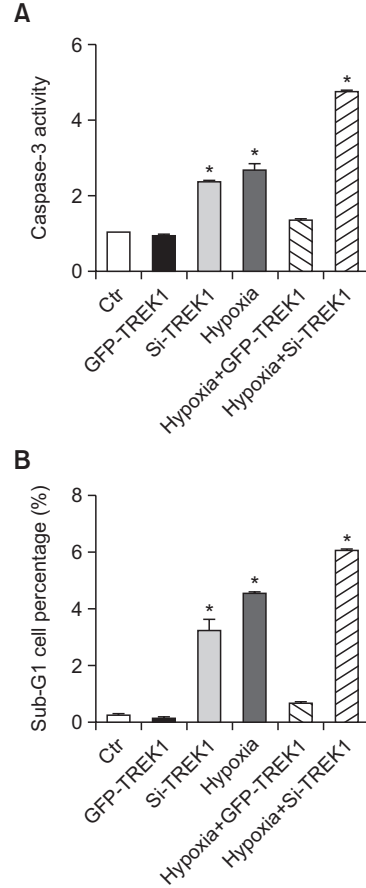 A
Caspase-3 activity
6
4
2
0
*
*
*
Ctr
GFP-TREK1
Si-TREK1
Hypoxia
Hypoxia+GFP-TREK1
Hypoxia+Si-TREK1
B
Sub-G1 cell percentage (%)
8
6
4
2
0
*
*
*
Ctr
GFP-TREK1
Si-TREK1
Hypoxia
Hypoxia+GFP-TREK1
Hypoxia+Si-TREK1